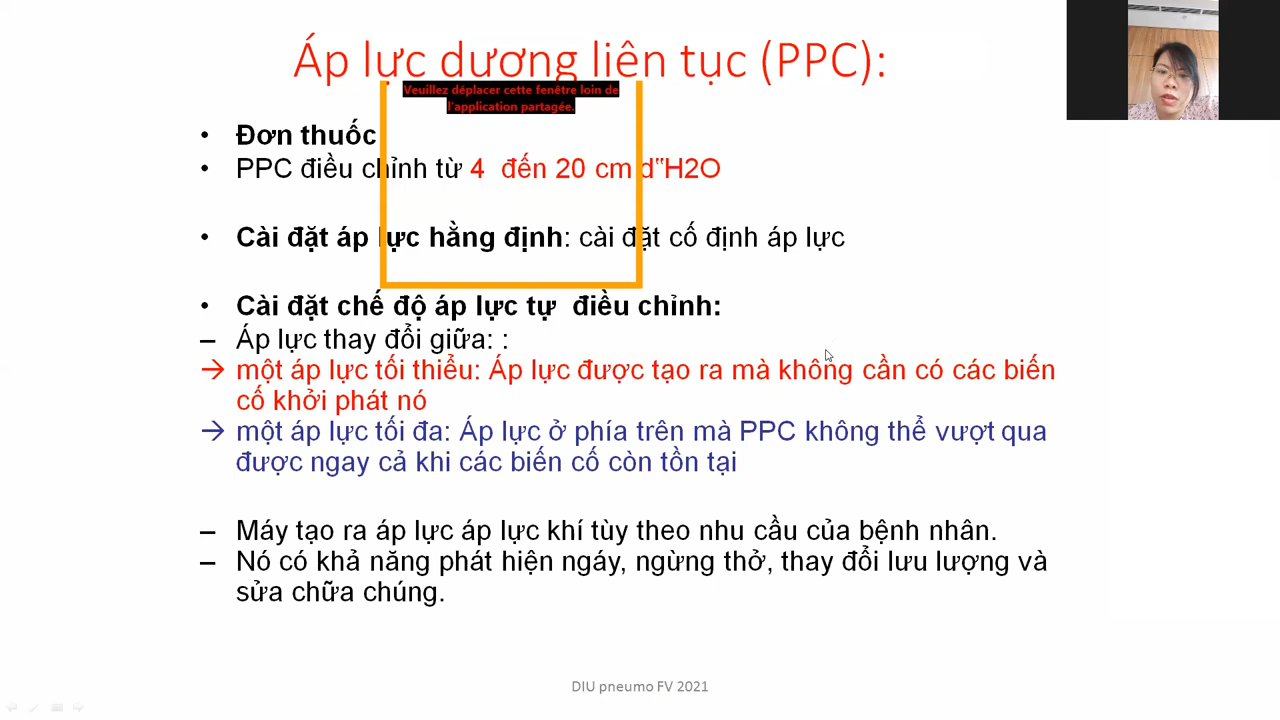 Áp lực dương liên tục (PPC):
Veuillez déplacer cette fenêtre loin de
l'application partagée.
• Đơn thuốc
• PPC điều chỉnh từ 4 đến 20 cm d‟H2O
• Cài đặt áp lực hằng định: cài đặt cố định áp lực
• Cài đặt chế độ áp lực tự điều chỉnh:
– Áp lực thay đổi giữa: :
→ một áp lực tối thiểu: Áp lực được tạo ra mà không cần có các biến
cố khởi phát nó
→ một áp lực tối đa: Áp lực ở phía trên mà PPC không thể vượt qua
được ngay cả khi các biến cố còn tồn tại
– Máy tạo ra áp lực áp lực khí tùy theo nhu cầu của bệnh nhân.
– Nó có khả năng phát hiện ngáy, ngừng thở, thay đổi lưu lượng và
sửa chữa chúng.
DIU pneumo FV 2021